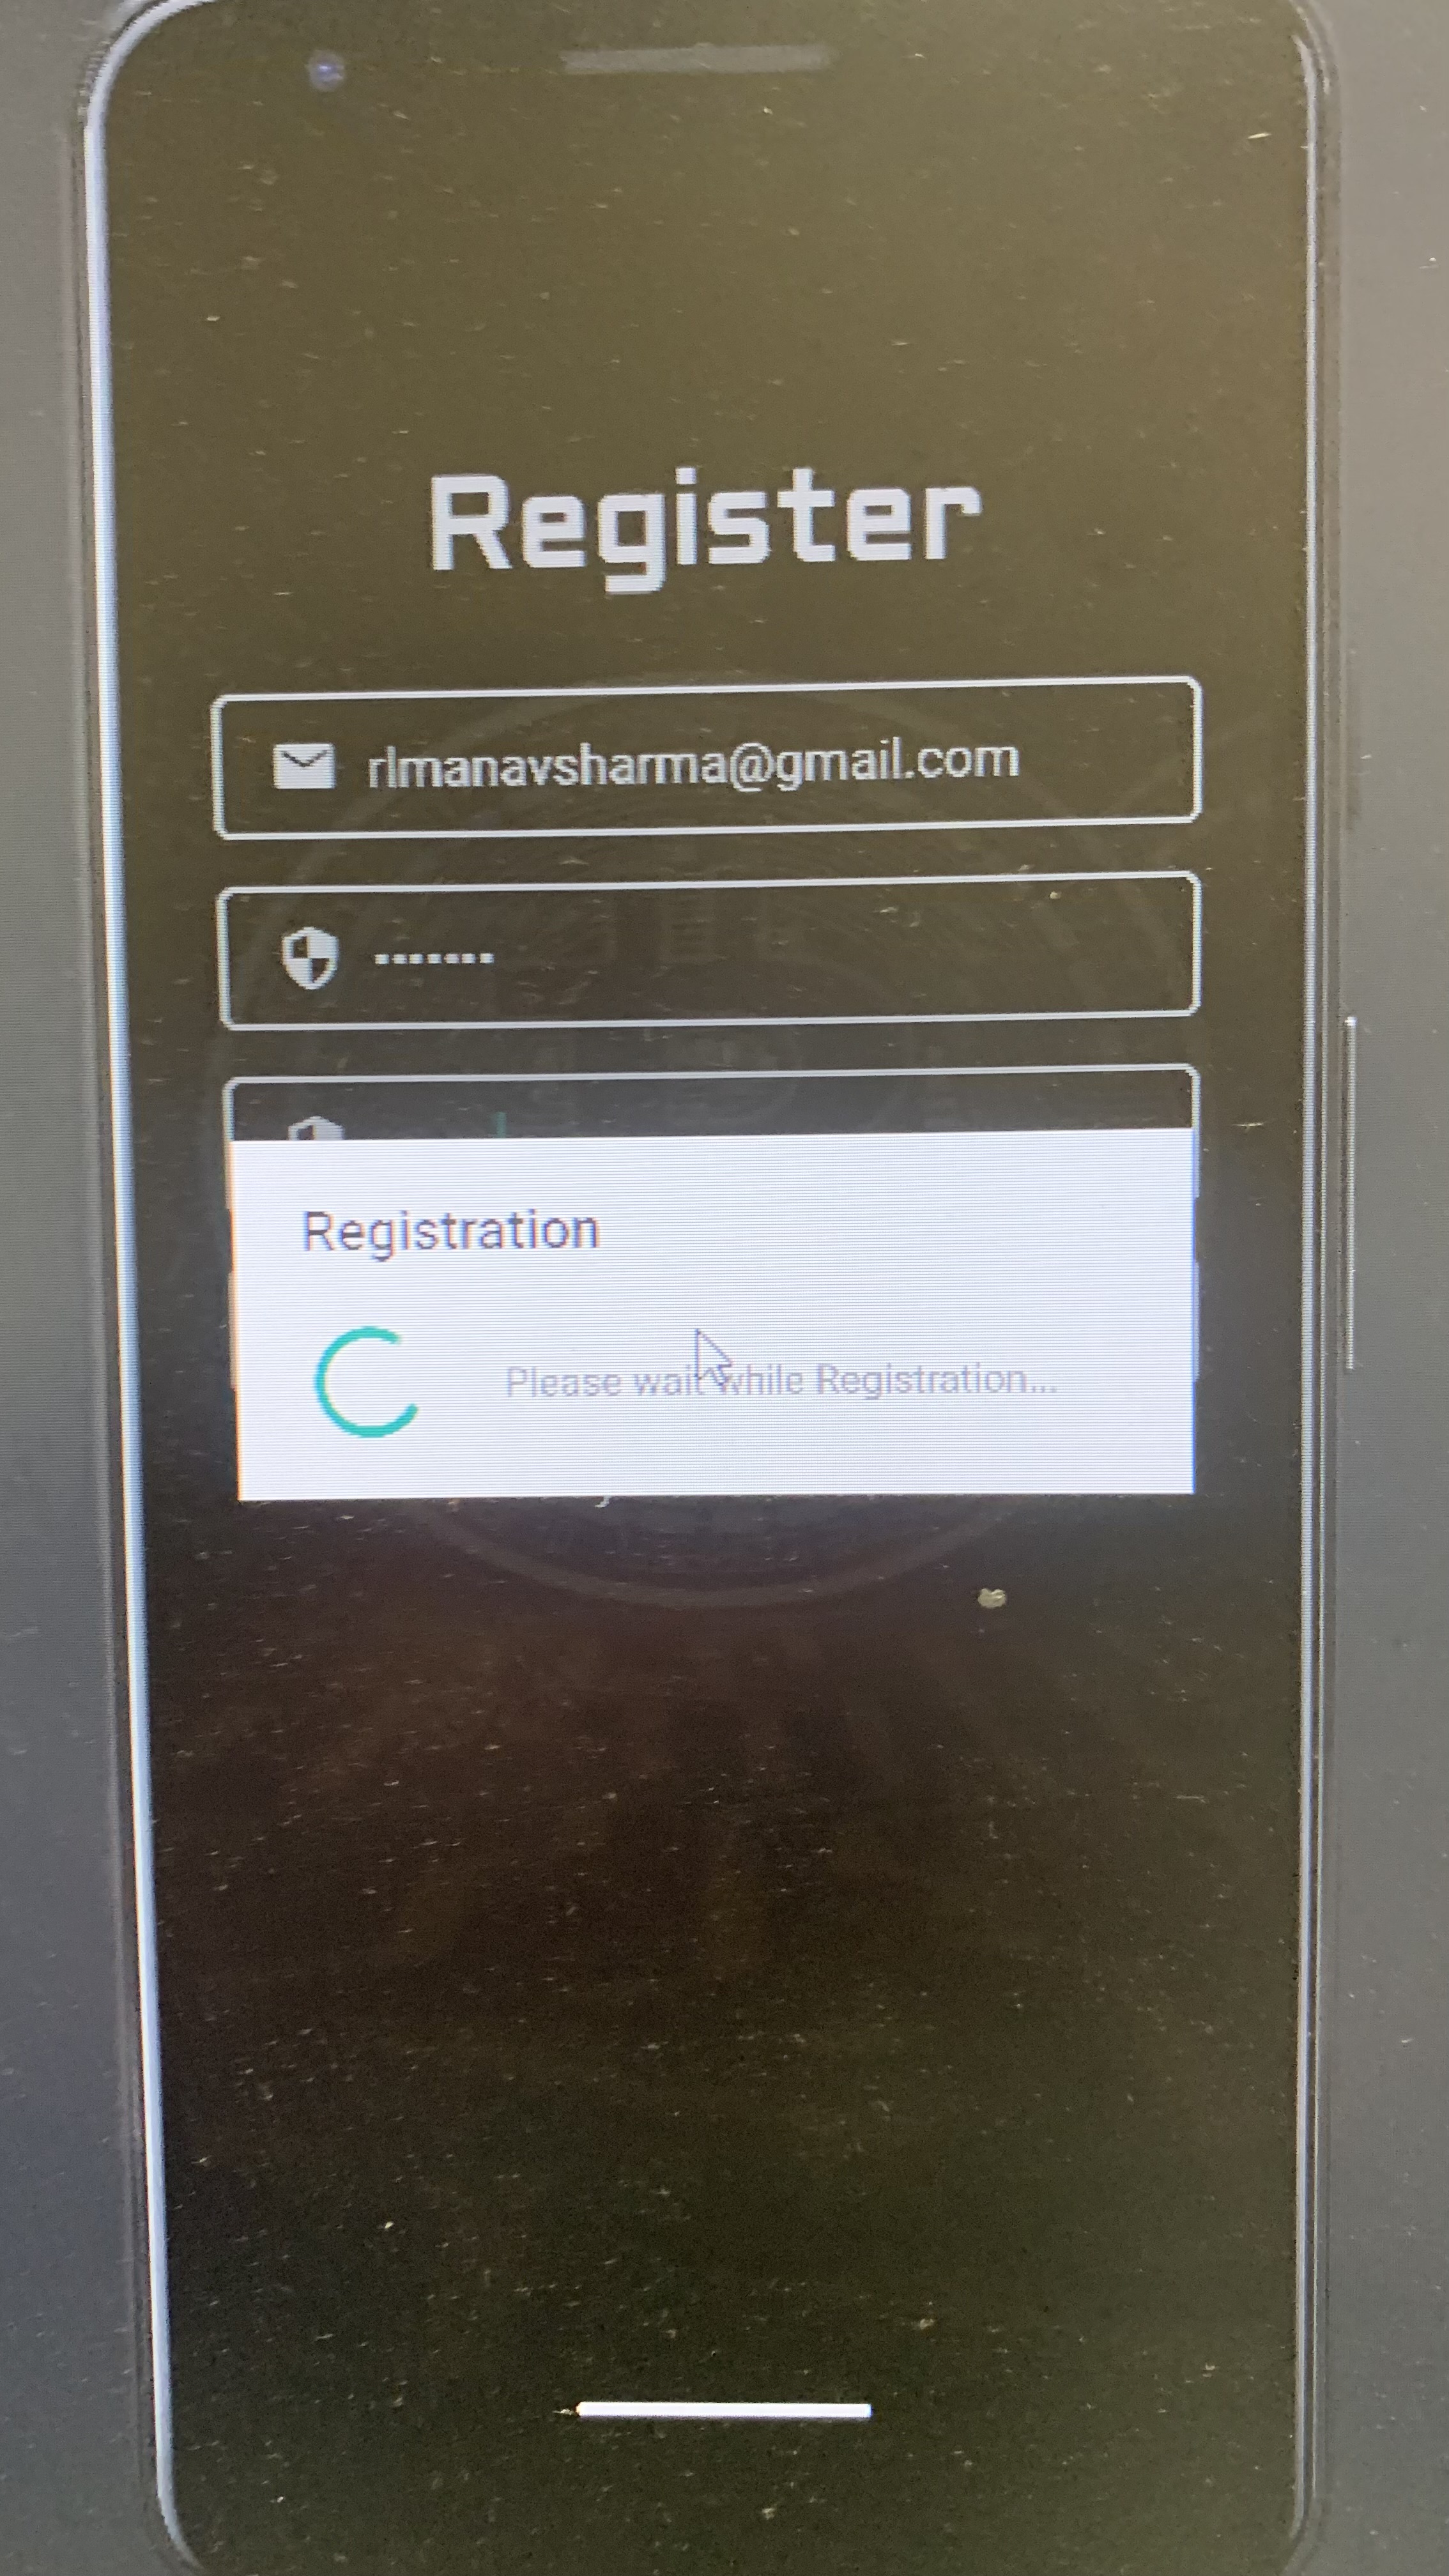 Register
rlmanavsharma@gmail.com
••••••••
Registration
Please wait while Registration...